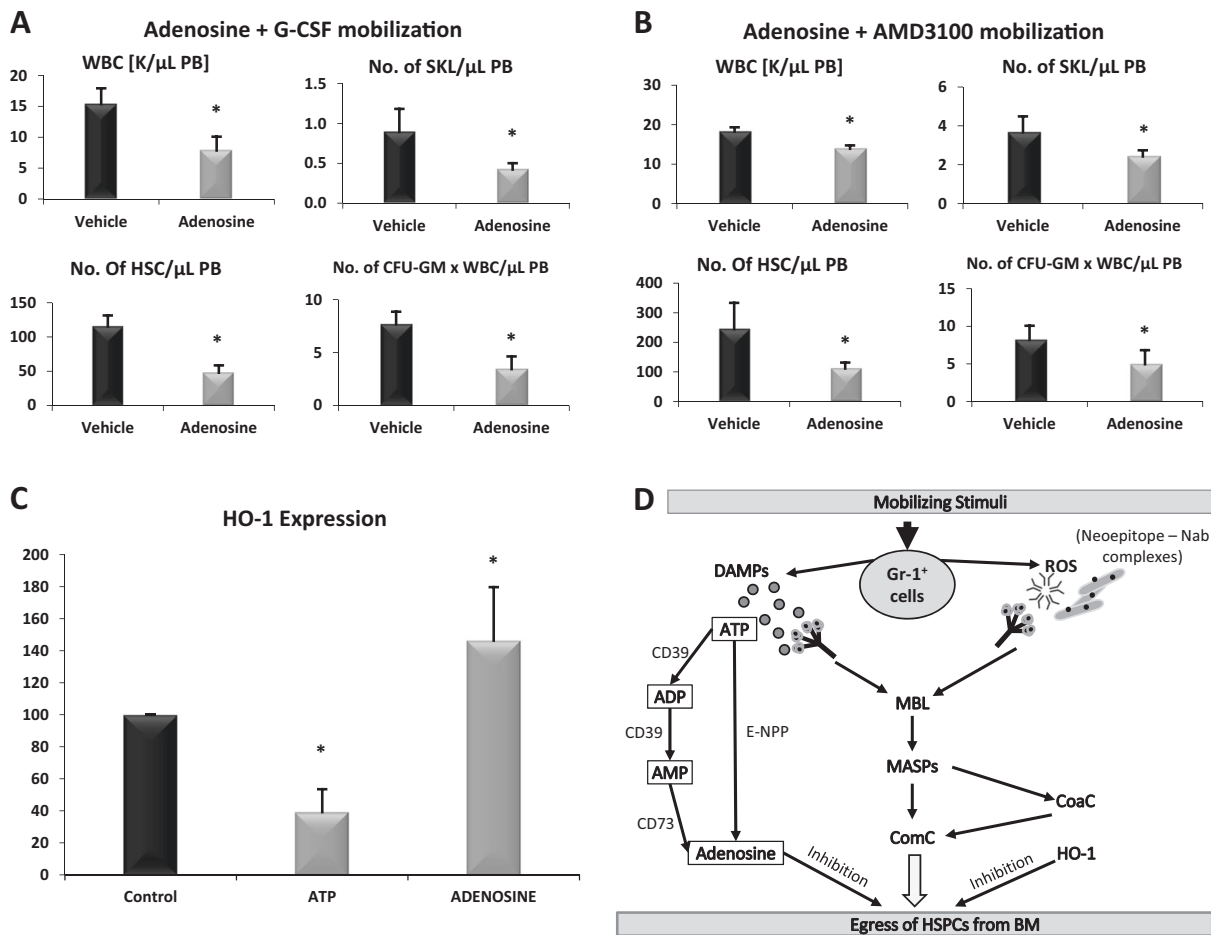 A
Adenosine + G-CSF mobilization
WBC [K/µL PB]
20
15
10
5
0
*
Vehicle
Adenosine
No. of SKL/µL PB
1.5
1.0
0.5
0.0
*
Vehicle
Adenosine
No. Of HSC/µL PB
150
100
50
0
*
Vehicle
Adenosine
No. of CFU-GM x WBC/µL PB
10
5
0
*
Vehicle
Adenosine
B
Adenosine + AMD3100 mobilization
WBC [K/µL PB]
30
20
10
0
*
Vehicle
Adenosine
No. of SKL/µL PB
6
4
2
0
*
Vehicle
Adenosine
No. Of HSC/µL PB
400
300
200
100
0
*
Vehicle
Adenosine
No. of CFU-GM x WBC/µL PB
15
10
5
0
*
Vehicle
Adenosine
C
HO-1 Expression
200
180
160
140
120
100
80
60
40
20
0
*
*
Control
ATP
ADENOSINE
D
Mobilizing Stimuli
(Neoepitope – Nab
complexes)
Gr-1+
cells
DAMPs
ROS
ATP
CD39
ADP
MBL
CD39
E-NPP
AMP
MASPs
CoaC
CD73
ComC
Adenosine
Inhibition
HO-1
Inhibition
Egress of HSPCs from BM